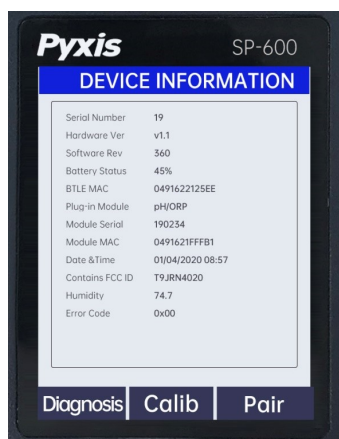 Pyxis SP-600
DEVICE INFORMATION
Serial Number 19
Hardware Ver v1.1
Software Rev 360
Battery Status 45%
BTLE MAC 0491622125EE
Plug-in Module pH/ORP
Module Serial 190234
Module MAC 0491621FFFB1
Date &Time 01/04/2020 08:57
Contains FCC ID T9JRN4020
Humidity 74.7
Error Code 0x00
Diagnosis Calib Pair